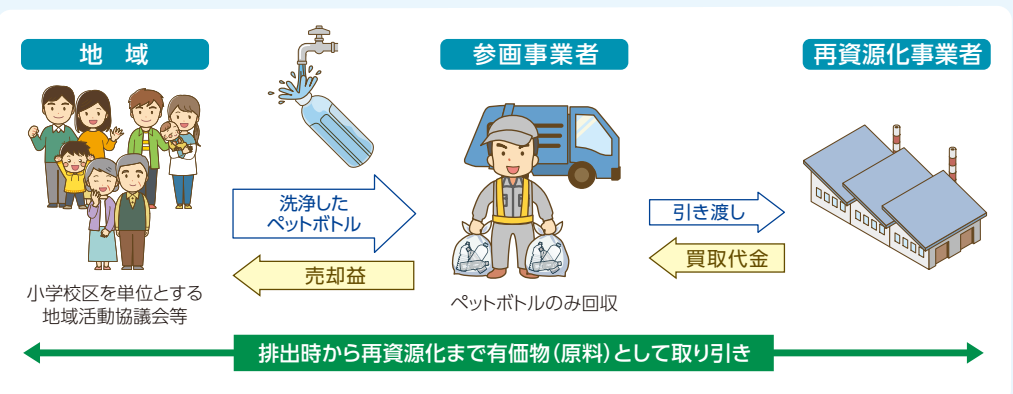 地 域
参画事業者
再資源化事業者
洗浄した
ペットボトル
引き渡し
売却益
買取代金
小学校区を単位とする
地域活動協議会等
ペットボトルのみ回収
排出時から再資源化まで有価物(原料)として取り引き